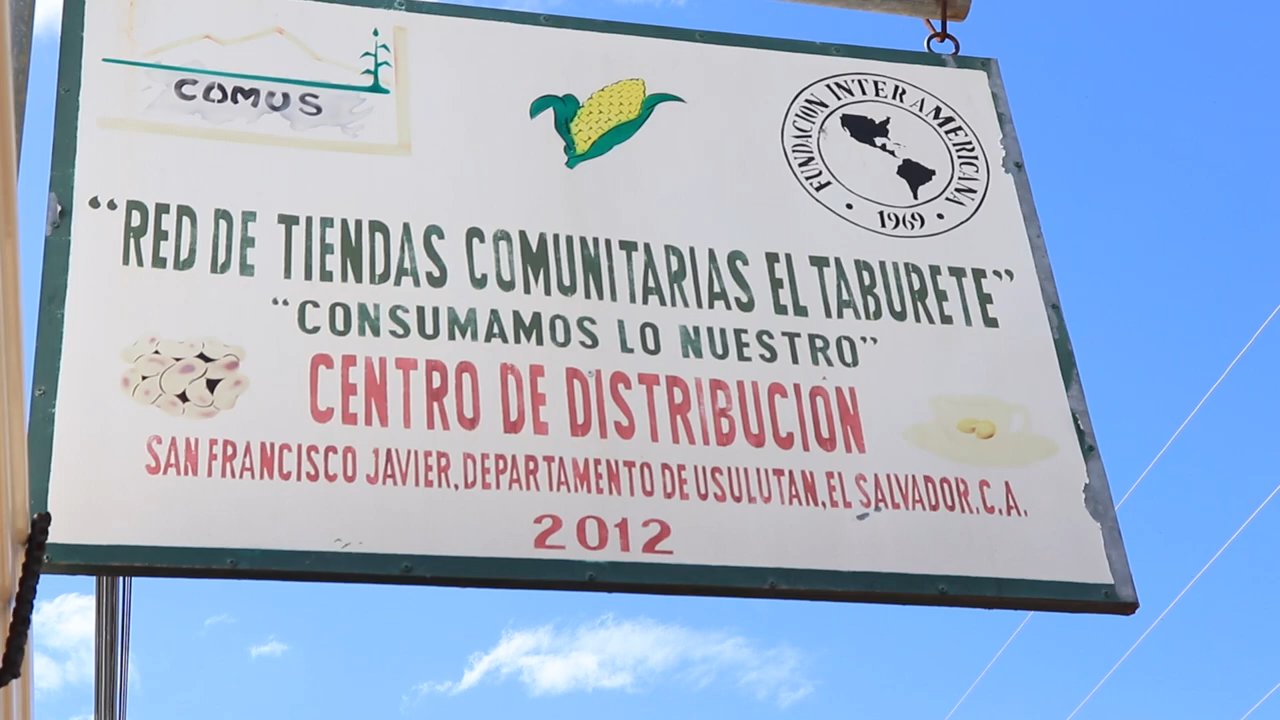 COMUS
FUNDACION INTERAMERICANA
1969
“RED DE TIENDAS COMUNITARIAS EL TABURETE”
“CONSUMAMOS LO NUESTRO”
CENTRO DE DISTRIBUCIÓN
SAN FRANCISCO JAVIER, DEPARTAMENTO DE USULUTAN, EL SALVADOR. C.A.
2012